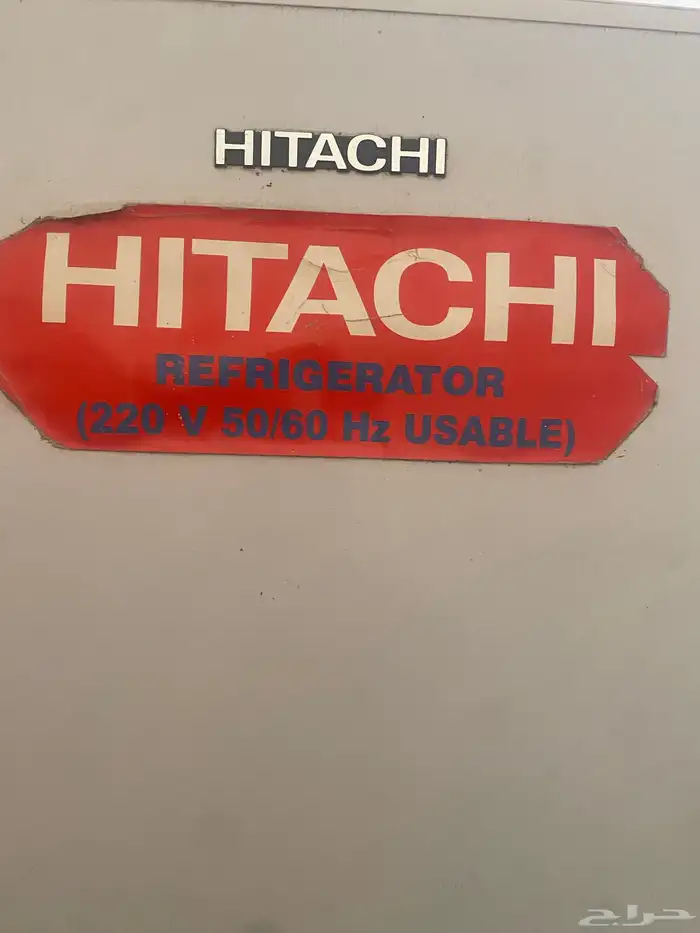 HITACHI
HITACHI
REFRIGERATOR
(220 V 50/60 Hz USABLE)
حراج